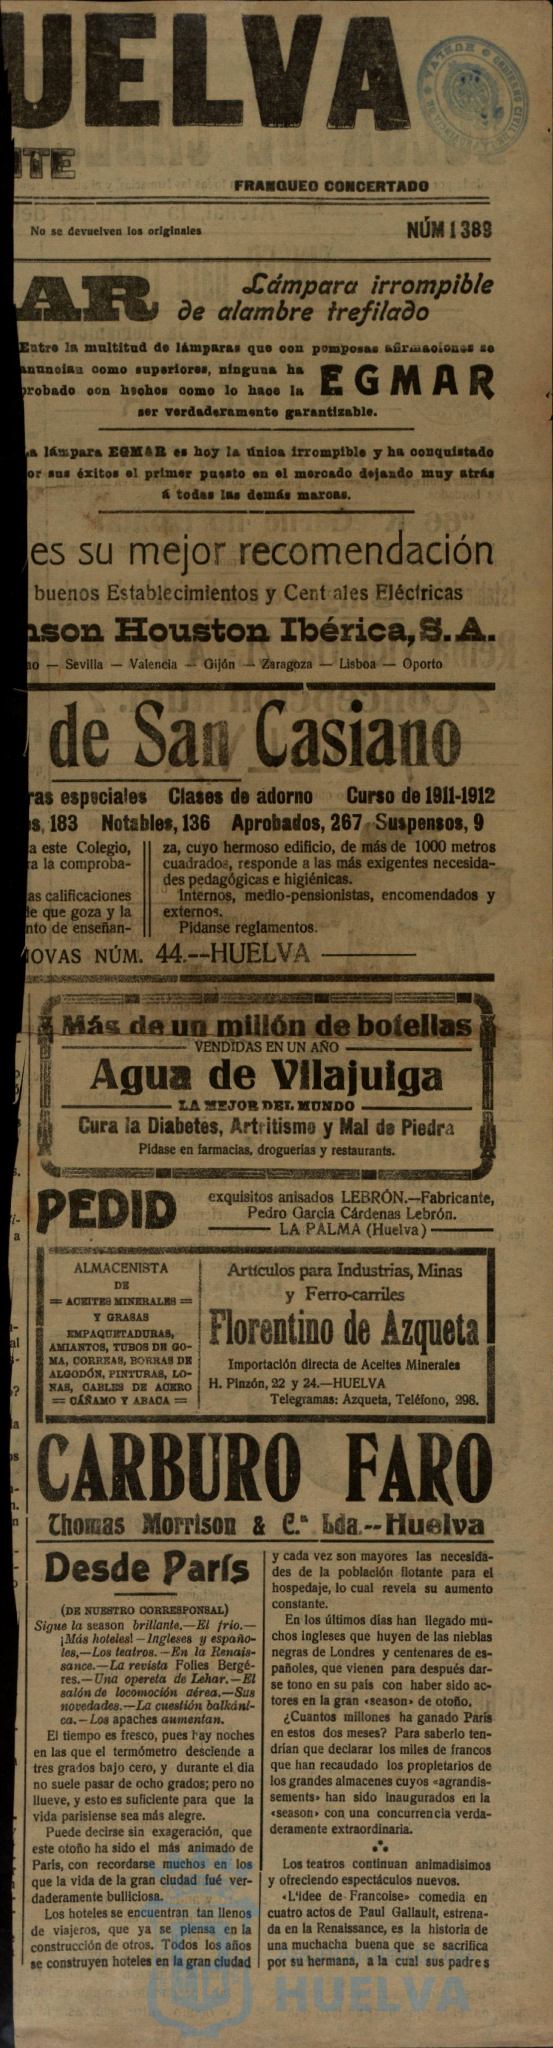 UELVA
FRANQUEO CONCERTADO
No se devuelven los originales
NÚM 1389
AR
Lámpara irrompible
de alambre trefilado
Entre la multitud de lámparas que con pomposas afirmaciones se
anuncian como superiores, ninguna ha
probado con hechos como lo hace la
EGMAR
ser verdaderamente garantizable.
a lámpara EGMAR es hoy la única irrompible y ha conquistado
or sus éxitos el primer puesto en el mercado dejando muy atrás
á todas las demás marcas.
es su mejor recomendación
buenos Establecimientos y Cent ales Eléctricas
nson Houston Ibérica, S. A.
— Sevilla — Valencia — Gijón — Zaragoza — Lisboa — Oporto
de San Casiano
ras especiales Clases de adorno Curso de 1911-1912
s, 183 Notables, 136 Aprobados, 267 Suspensos, 9
a este Colegio,
a la comproba-
as calificaciones
de que goza y la
nto de enseñan-
za, cuyo hermoso edificio, de más de 1000 metros
cuadrados, responde a las más exigentes necesida-
des pedagógicas e higiénicas.
Internos, medio-pensionistas, encomendados y
externos.
Pídanse reglamentos.
OVAS NÚM. 44.--HUELVA
Más de un millón de botellas
VENDIDAS EN UN AÑO
Agua de Vilajuiga
LA MEJOR DEL MUNDO
Cura la Diabetes, Artritismo y Mal de Piedra
Pídase en farmacias, droguerías y restaurants.
PEDID
exquisitos anisados LEBRÓN.—Fabricante,
Pedro García Cárdenas Lebrón.
LA PALMA (Huelva)
ALMACENISTA
DE
ACEITES MINERALES
Y GRASAS
EMPAQUETADURAS,
AMIANTOS, TUBOS DE GO-
MA, CORREAS, BORRAS DE
ALGODÓN, PINTURAS, LO-
NAS, CABLES DE ACERO
CÁÑAMO Y ABACA
Artículos para Industrias, Minas
y Ferro-carriles
Florentino de Azqueta
Importación directa de Aceites Minerales
H. Pinzón, 22 y 24.—HUELVA
Telegramas: Azqueta, Teléfono, 298.
CARBURO FARO
Thomas Morrison & C.ª Lda.--Huelva
Desde París
(DE NUESTRO CORRESPONSAL)
Sigue la season brillante.—El frío.—
¡Más hoteles!—Ingleses y españo-
les.—Los teatros.—En la Renais-
sance.—La revista Folies Bergé-
res.—Una opereta de Lehar.—El
salón de locomoción aérea.—Sus
novedades.—La cuestión balkáni-
ca.—Los apaches aumentan.
El tiempo es fresco, pues hay noches
en las que el termómetro desciende a
tres grados bajo cero, y durante el día
no suele pasar de ocho grados; pero no
llueve, y esto es suficiente para que la
vida parisiense sea más alegre.
Puede decirse sin exageración, que
este otoño ha sido el más animado de
París, con recordarse muchos en los
que la vida de la gran ciudad fué ver-
daderamente bulliciosa.
Los hoteles se encuentran tan llenos
de viajeros, que ya se piensa en la
construcción de otros. Todos los años
se construyen hoteles en la gran ciudad
y cada vez son mayores las necesida-
des de la población flotante para el
hospedaje, lo cual revela su aumento
constante.
En los últimos días han llegado mu-
chos ingleses que huyen de las nieblas
negras de Londres y centenares de es-
pañoles, que vienen para después dar-
se tono en su país con haber sido ac-
tores en la gran «season» de otoño.
¿Cuantos millones ha ganado París
en estos dos meses? Para saberlo ten-
drían que declarar los miles de francos
que han recaudado los propietarios de
los grandes almacenes cuyos «agrandis-
sements» han sido inaugurados en la
«season» con una concurrencia verda-
deramente extraordinaria.
Los teatros continuan animadísimos
y ofreciendo espectáculos nuevos.
«L'idee de Francoise» comedia en
cuatro actos de Paul Gallault, estrena-
da en la Renaissance, es la historia de
una muchacha buena que se sacrifica
por su hermana, a la cual sus padres
HUELVA